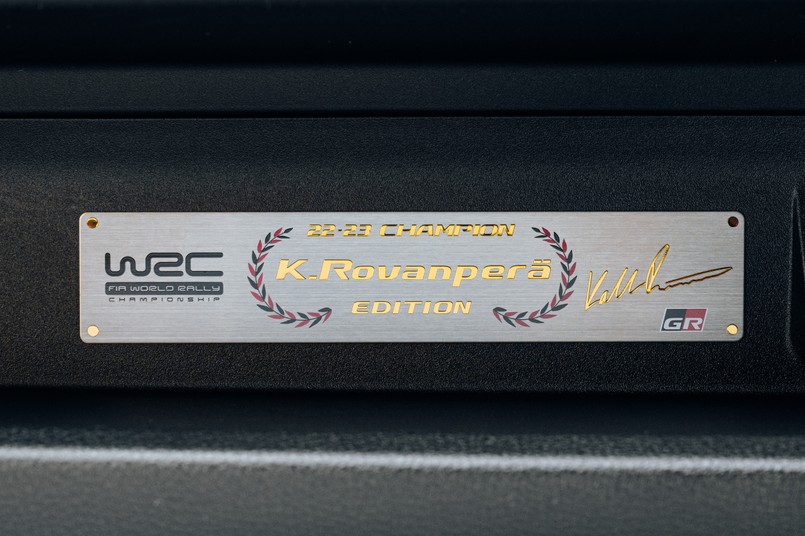 22-23 CHAMPION
WRC
FIA WORLD RALLY
CHAMPIONSHIP
K.Rovanperä
EDITION
GR